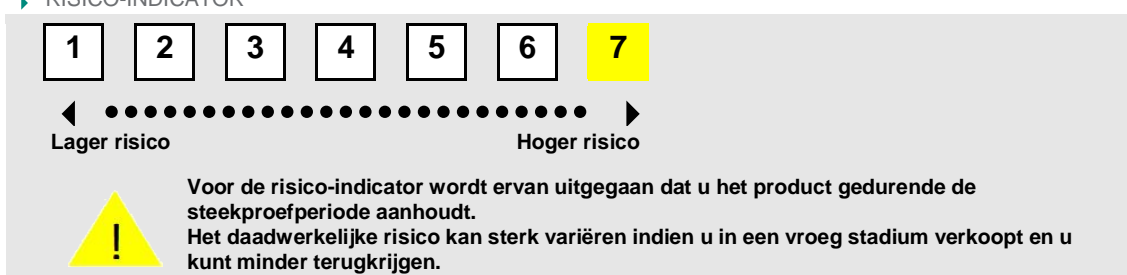 RISICO-INDICATOR
1 2 3 4 5 6 7
Lager risico Hoger risico
Voor de risico-indicator wordt ervan uitgegaan dat u het product gedurende de
steekproefperiode aanhoudt.
! Het daadwerkelijke risico kan sterk variëren indien u in een vroeg stadium verkoopt en u
kunt minder terugkrijgen.